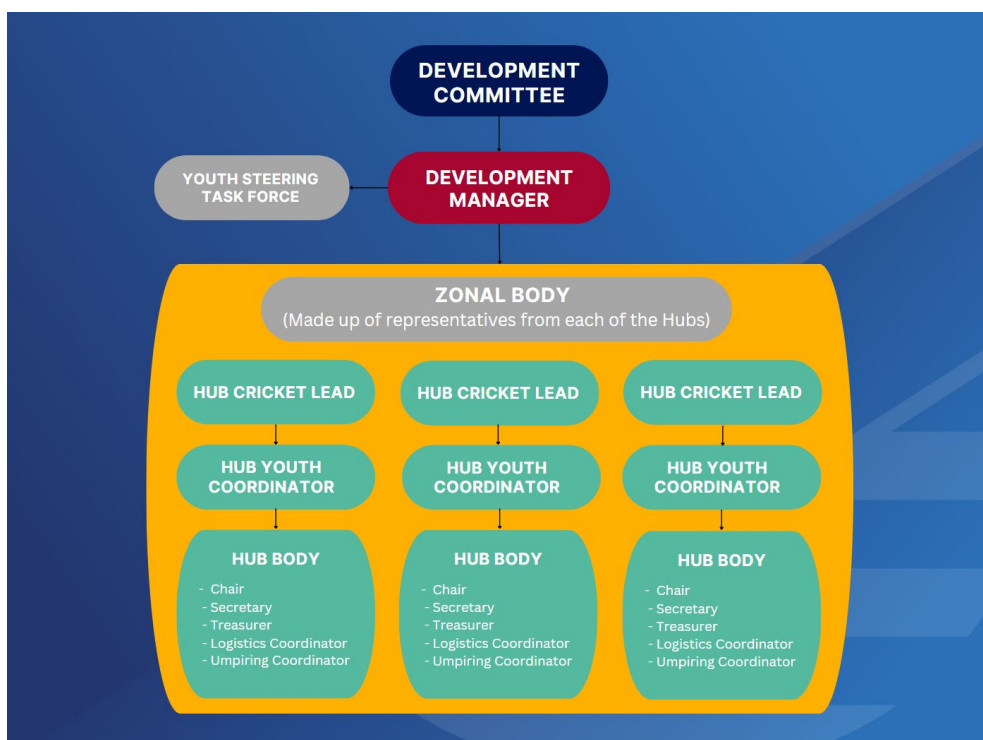 DEVELOPMENT
COMMITTEE
YOUTH STEERING
TASK FORCE
DEVELOPMENT
MANAGER
ZONAL BODY
(Made up of representatives from each of the Hubs)
HUB CRICKET LEAD
HUB CRICKET LEAD
HUB CRICKET LEAD
HUB YOUTH
COORDINATOR
HUB YOUTH
COORDINATOR
HUB YOUTH
COORDINATOR
HUB BODY
- Chair
- Secretary
- Treasurer
- Logistics Coordinator
- Umpiring Coordinator
HUB BODY
- Chair
- Secretary
- Treasurer
- Logistics Coordinator
- Umpiring Coordinator
HUB BODY
- Chair
- Secretary
- Treasurer
- Logistics Coordinator
- Umpiring Coordinator